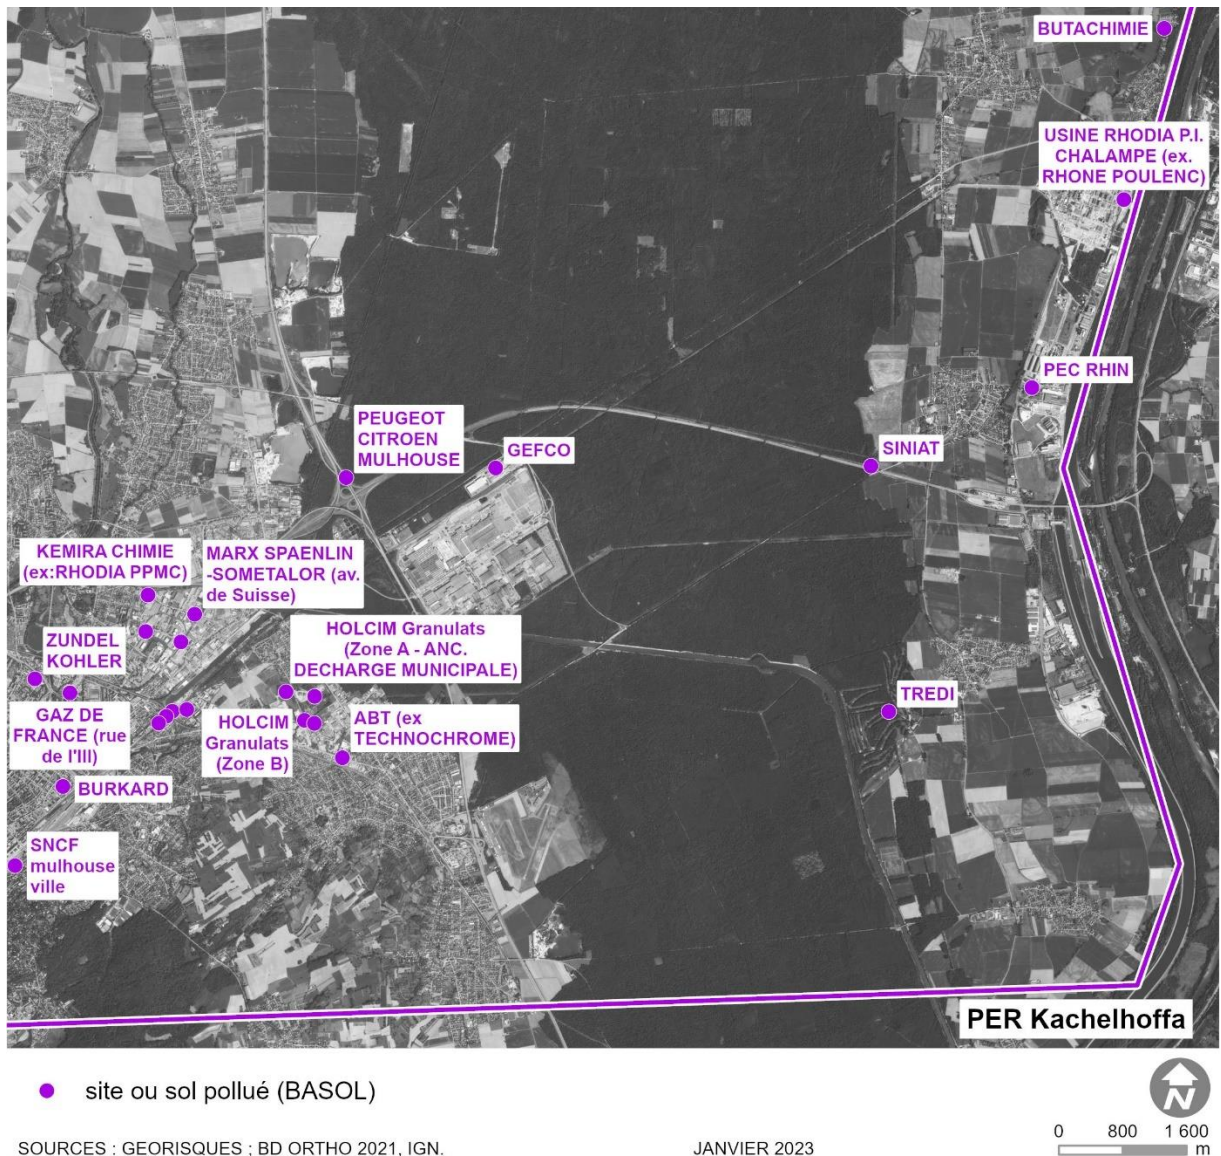 BUTACHIMIE
USINE RHODIA P.I.
CHALAMPE (ex.
RHONE POULENC)
PEC RHIN
PEUGEOT
CITROEN
MULHOUSE
GEFCO
SINIAT
KEMIRA CHIMIE
(ex:RHODIA PPMC)
MARX SPAENLIN
-SOMETALOR (av.
de Suisse)
HOLCIM Granulats
(Zone A - ANC.
DECHARGE MUNICIPALE)
ZUNDEL
KOHLER
TREDI
GAZ DE
FRANCE (rue
de l'Ill)
HOLCIM
Granulats
(Zone B)
ABT (ex
TECHNOCHROME)
BURKARD
SNCF
mulhouse
ville
PER Kachelhoffa
site ou sol pollué (BASOL)
N
SOURCES : GEORISQUES ; BD ORTHO 2021, IGN.
JANVIER 2023
0 800 1 600
m